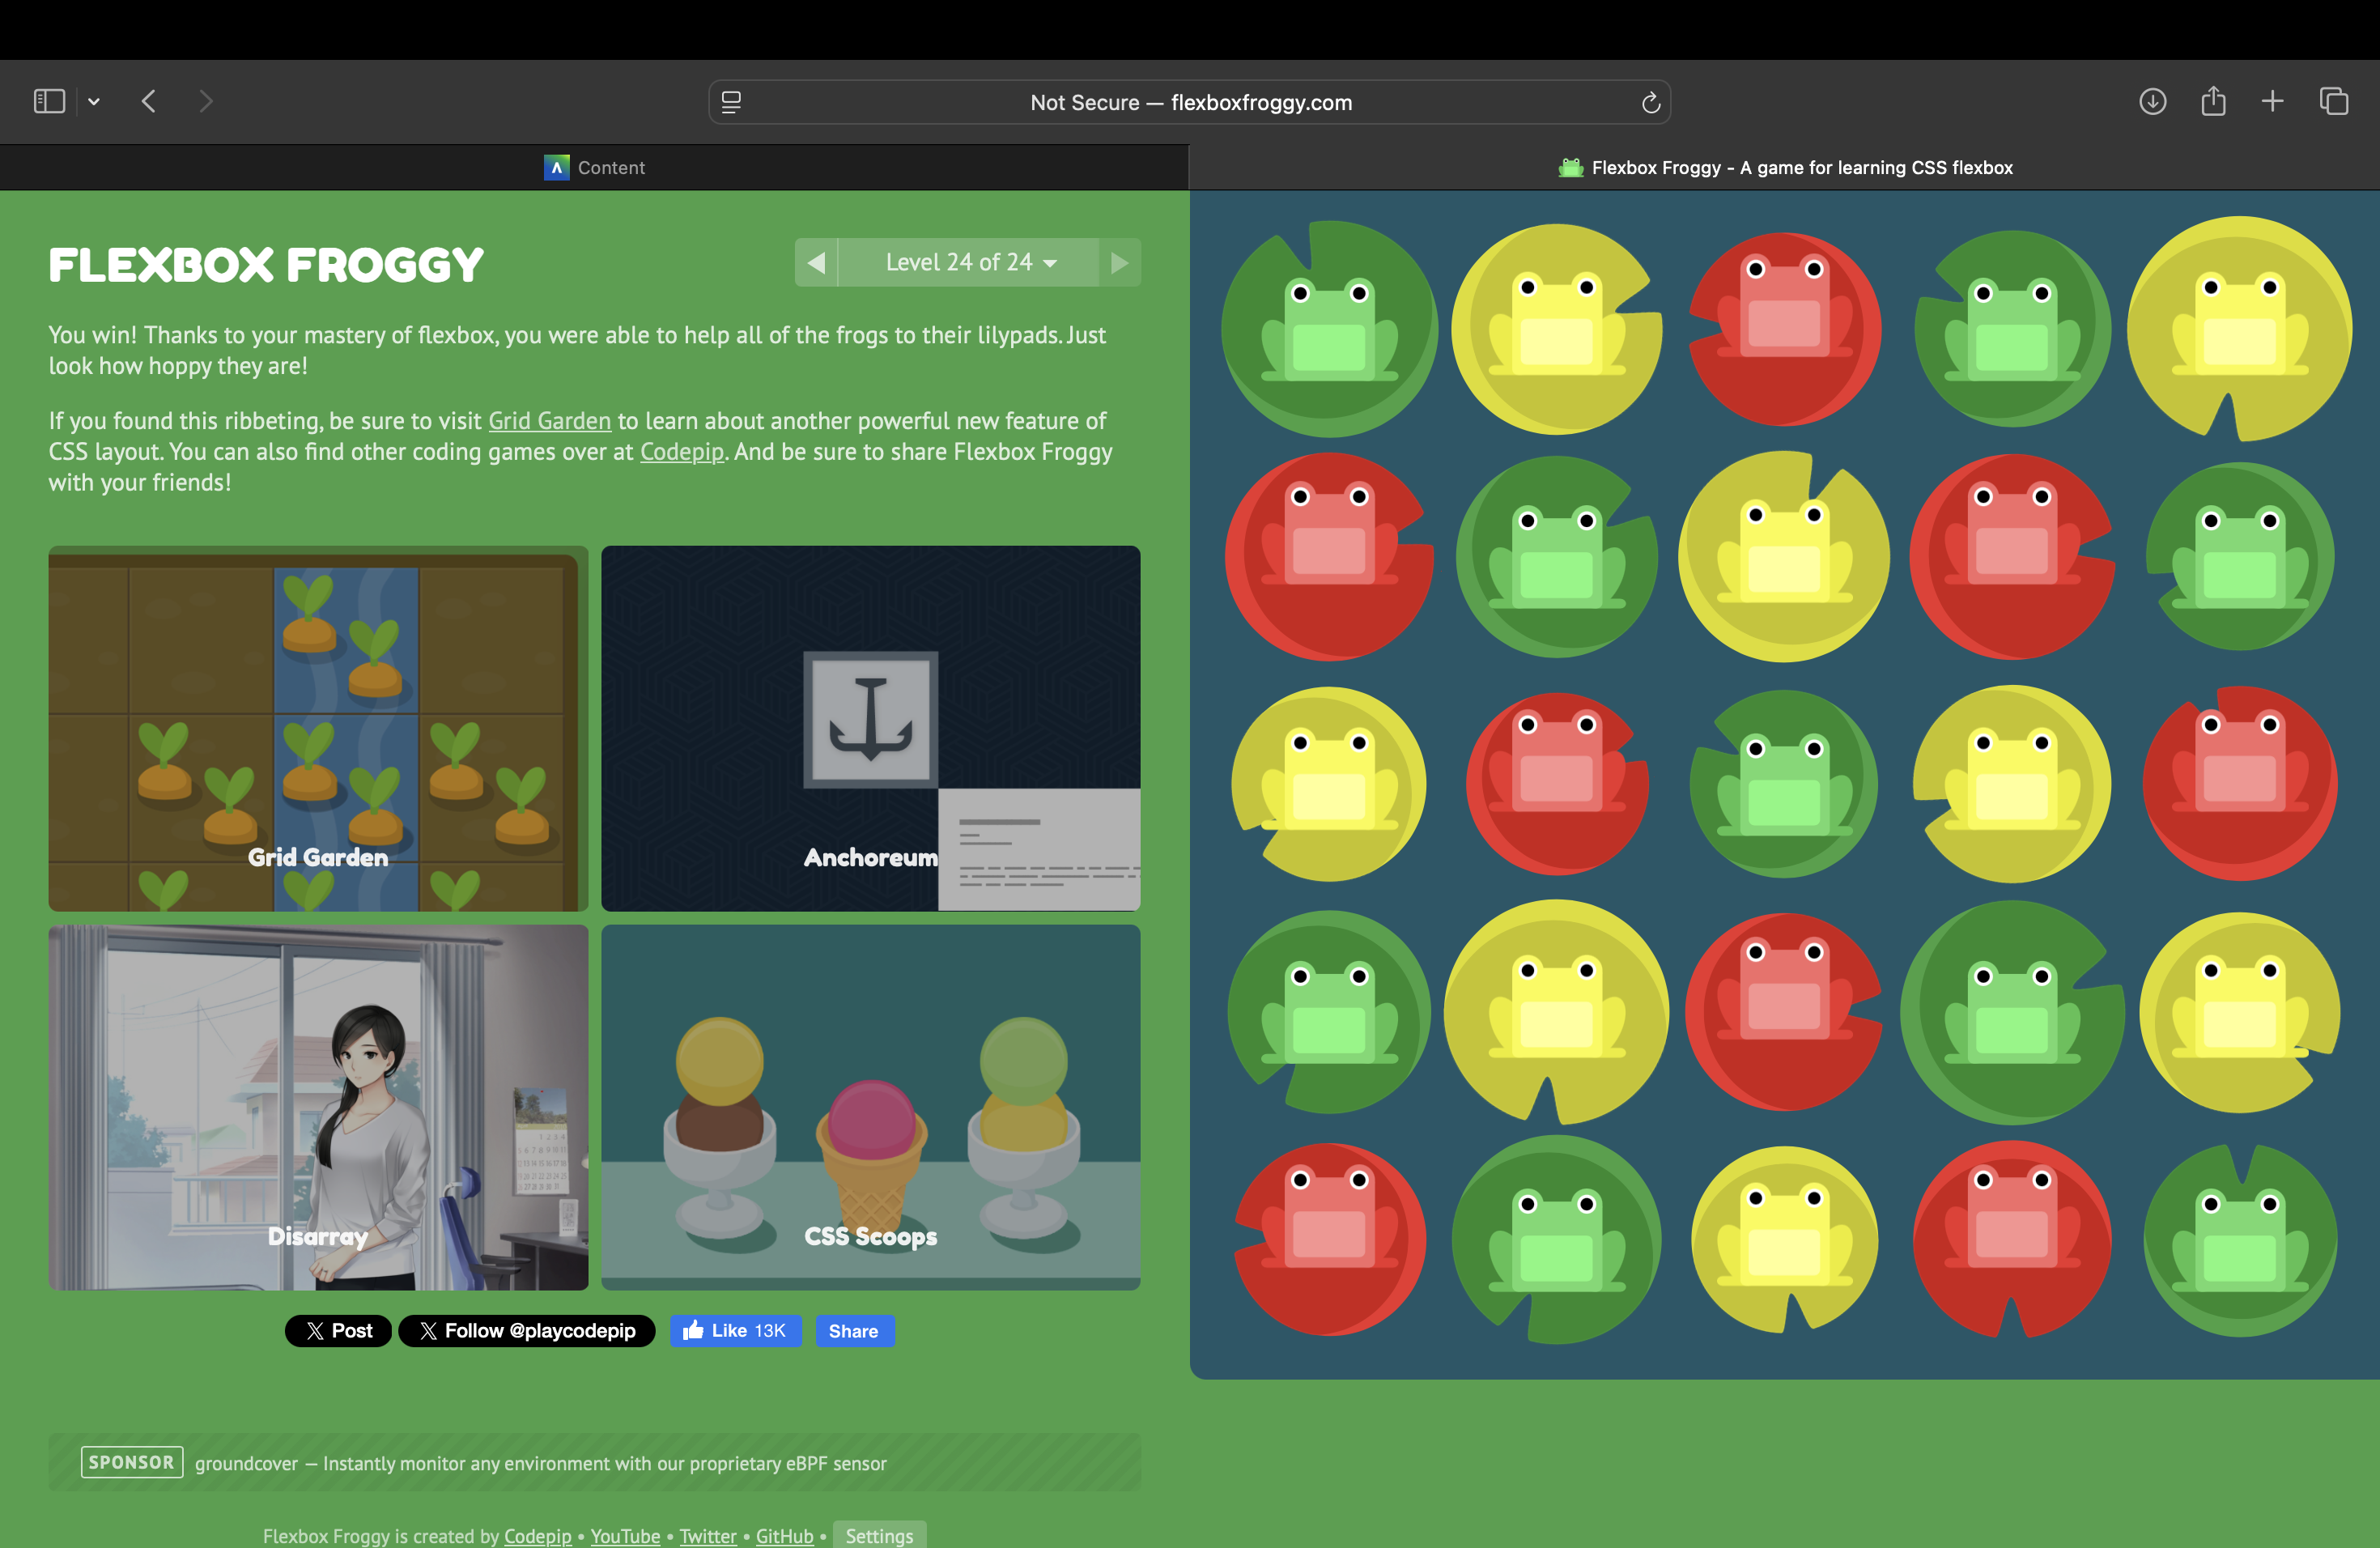 Not Secure — flexboxfroggy.com
Content
Flexbox Froggy - A game for learning CSS flexbox
FLEXBOX FROGGY
Level 24 of 24
You win! Thanks to your mastery of flexbox, you were able to help all of the frogs to their lilypads. Just
look how hoppy they are!
If you found this ribbeting, be sure to visit Grid Garden to learn about another powerful new feature of
CSS layout. You can also find other coding games over at Codepip. And be sure to share Flexbox Froggy
with your friends!
Grid Garden
Anchoreum
Disarray
CSS Scoops
𝕏 Post
𝕏 Follow @playcodepip
Like 13K
Share
SPONSOR groundcover — Instantly monitor any environment with our proprietary eBPF sensor
Flexbox Froggy is created by Codepip • YouTube • Twitter • GitHub • Settings